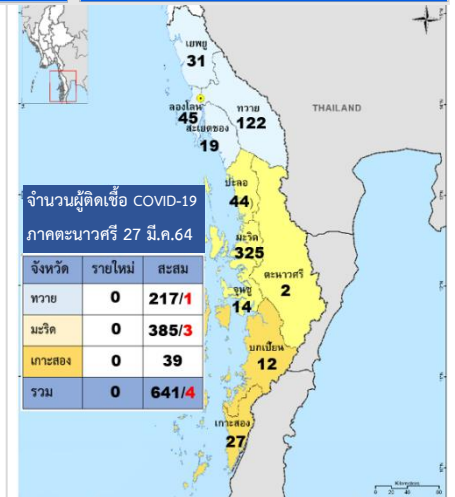 เยพยู
31
THAILAND
ลองโลน
45
ทวาย
122
สะเยดชอง
19
ปะลอ
44
จำนวนผู้ติดเชื้อ COVID-19
ภาคตะนาวศรี 27 มี.ค.64
มะริด
325
ตะนาวศรี
2
จุนซู
14
จังหวัด รายใหม่ สะสม
ทวาย 0 217/1
มะริด 0 385/3
เกาะสอง 0 39
รวม 0 641/4
บกเปี้ยน
12
เกาะสอง
27
Kilometers
0 20 40 80